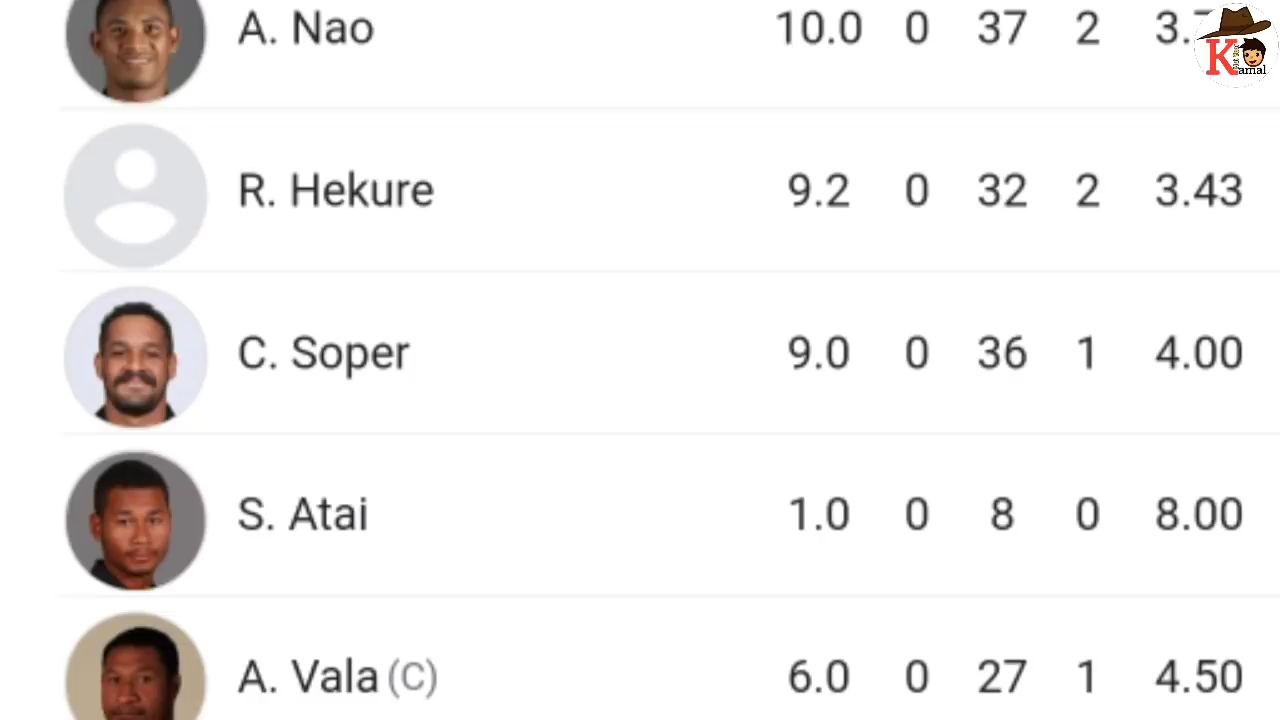 A. Nao 10.0 0 37 2 3.
R. Hekure 9.2 0 32 2 3.43
C. Soper 9.0 0 36 1 4.00
S. Atai 1.0 0 8 0 8.00
A. Vala (C) 6.0 0 27 1 4.50
Kamal